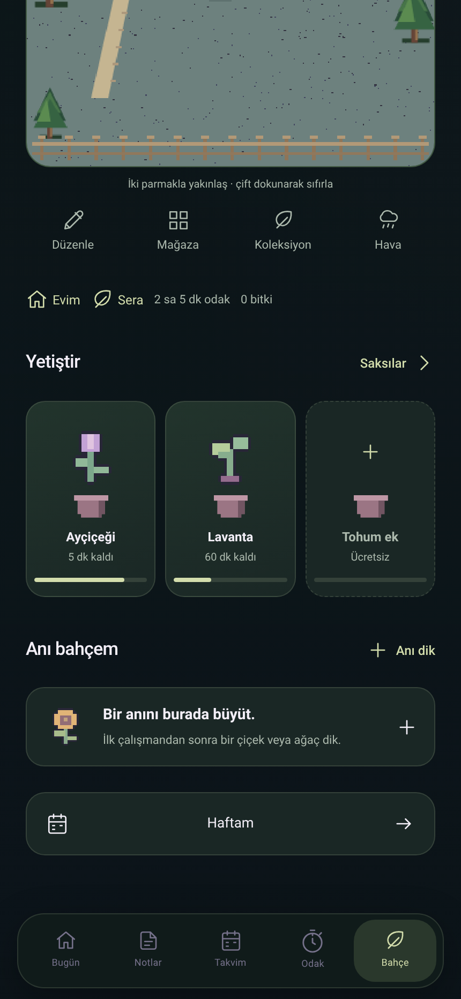 İki parmakla yakınlaş · çift dokunarak sıfırla
Düzenle
Mağaza
Koleksiyon
Hava
Evim
Sera
2 sa 5 dk odak
0 bitki
Yetiştir
Saksılar
Ayçiçeği
5 dk kaldı
Lavanta
60 dk kaldı
Tohum ek
Ücretsiz
Anı bahçem
Anı dik
Bir anını burada büyüt.
İlk çalışmandan sonra bir çiçek veya ağaç dik.
Haftam
Bugün
Notlar
Takvim
Odak
Bahçe